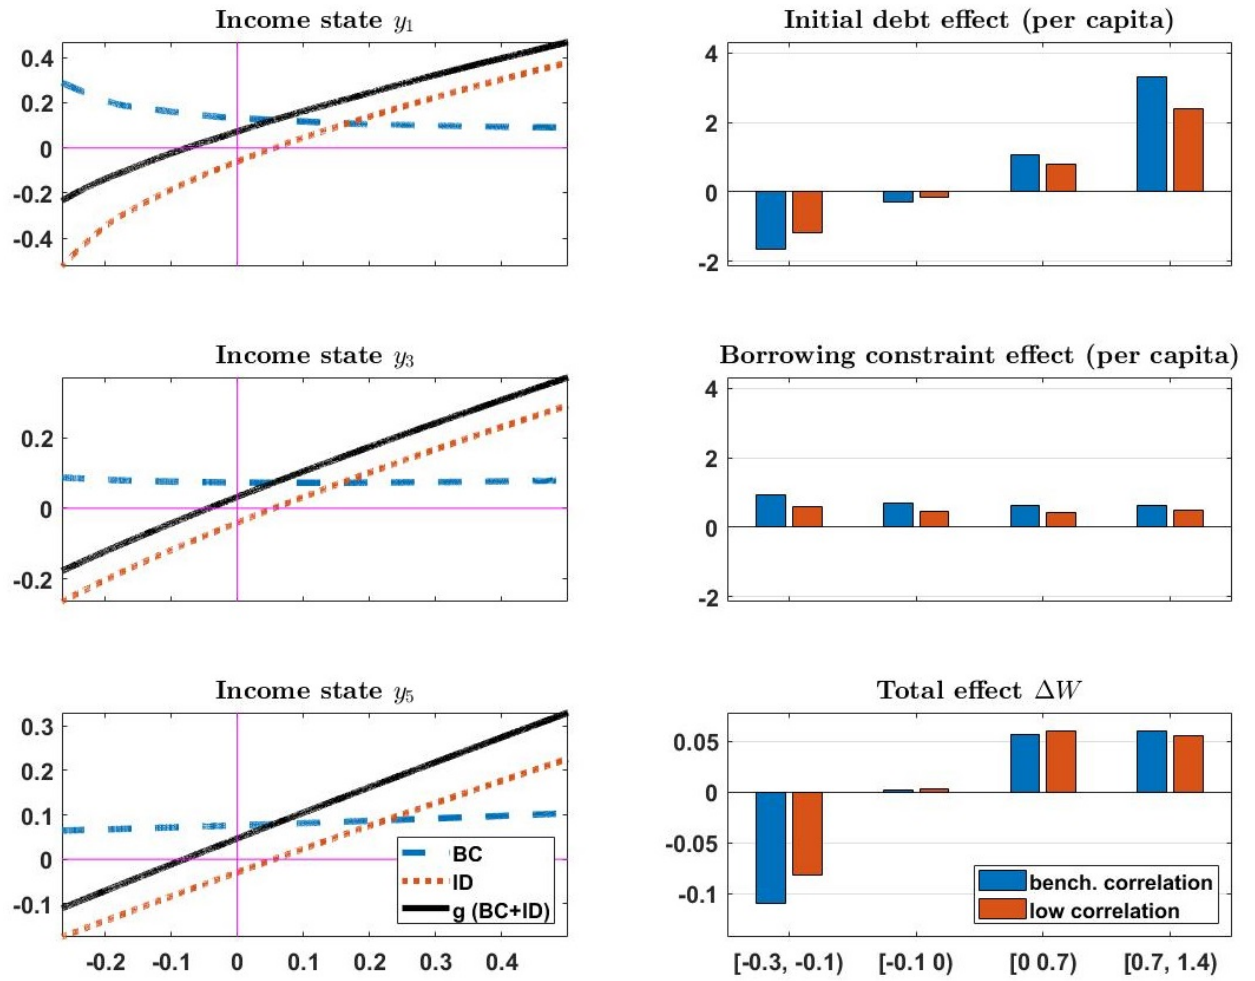 Income state y1
0.4
0.2
0
-0.2
-0.4
Initial debt effect (per capita)
4
2
0
-2
Income state y3
0.2
0
-0.2
Borrowing constraint effect (per capita)
4
2
0
-2
Income state y5
0.3
0.2
0.1
0
-0.1
BC
ID
g (BC+ID)
-0.2 -0.1 0 0.1 0.2 0.3 0.4
Total effect ΔW
0.05
0
-0.05
-0.1
bench. correlation
low correlation
[-0.3, -0.1) [-0.1 0) [0 0.7) [0.7, 1.4)